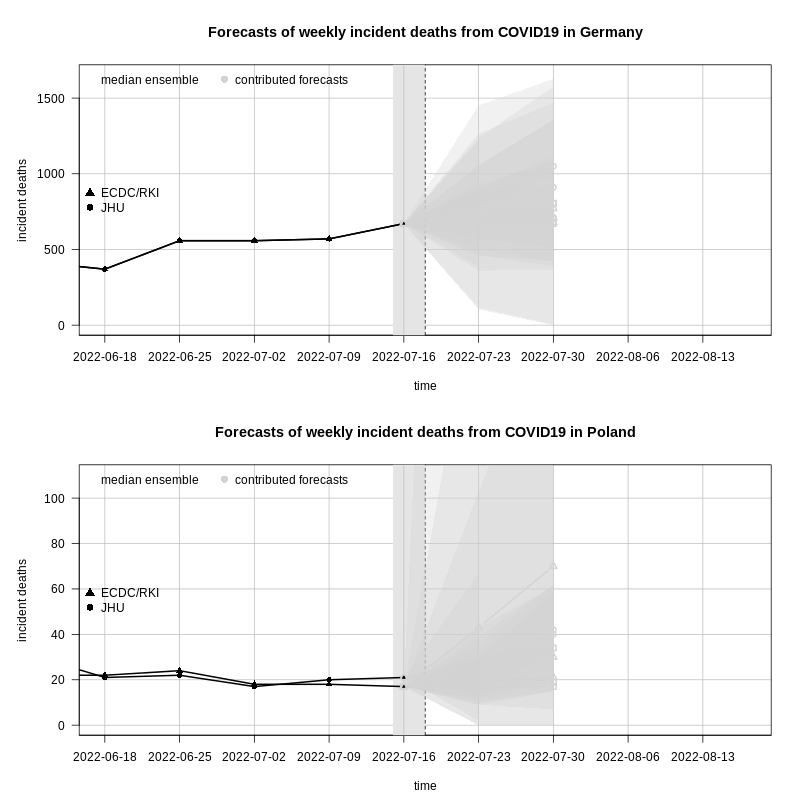 Forecasts of weekly incident deaths from COVID19 in Germany
median ensemble contributed forecasts
1500
1000
500
0
incident deaths
ECDC/RKI
JHU
2022-06-18 2022-06-25 2022-07-02 2022-07-09 2022-07-16 2022-07-23 2022-07-30 2022-08-06 2022-08-13
time
Forecasts of weekly incident deaths from COVID19 in Poland
median ensemble contributed forecasts
100
80
60
40
20
0
incident deaths
ECDC/RKI
JHU
2022-06-18 2022-06-25 2022-07-02 2022-07-09 2022-07-16 2022-07-23 2022-07-30 2022-08-06 2022-08-13
time